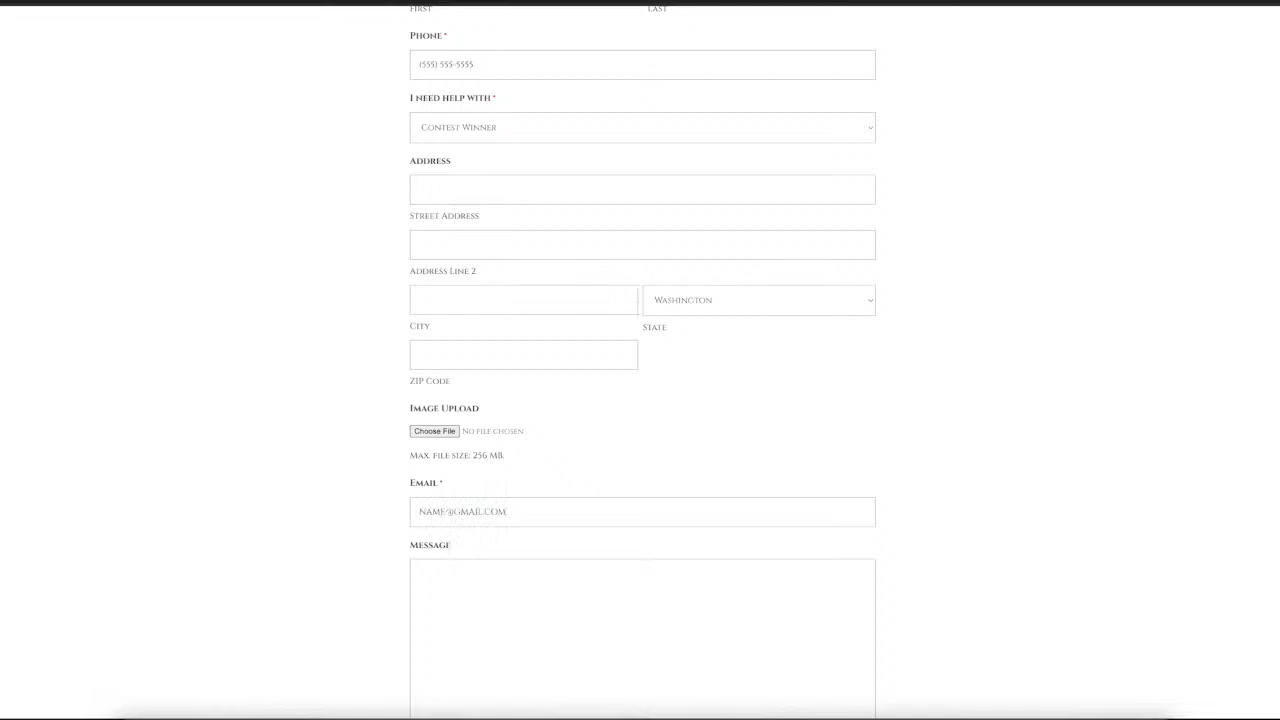 First Last
Phone *
(555) 555-5555
I need help with *
Contest Winner
Address
Street Address
Address Line 2
Washington
City State
ZIP Code
Image Upload
Choose File No file chosen
Max. file size: 256 MB.
Email *
name@gmail.com
Message